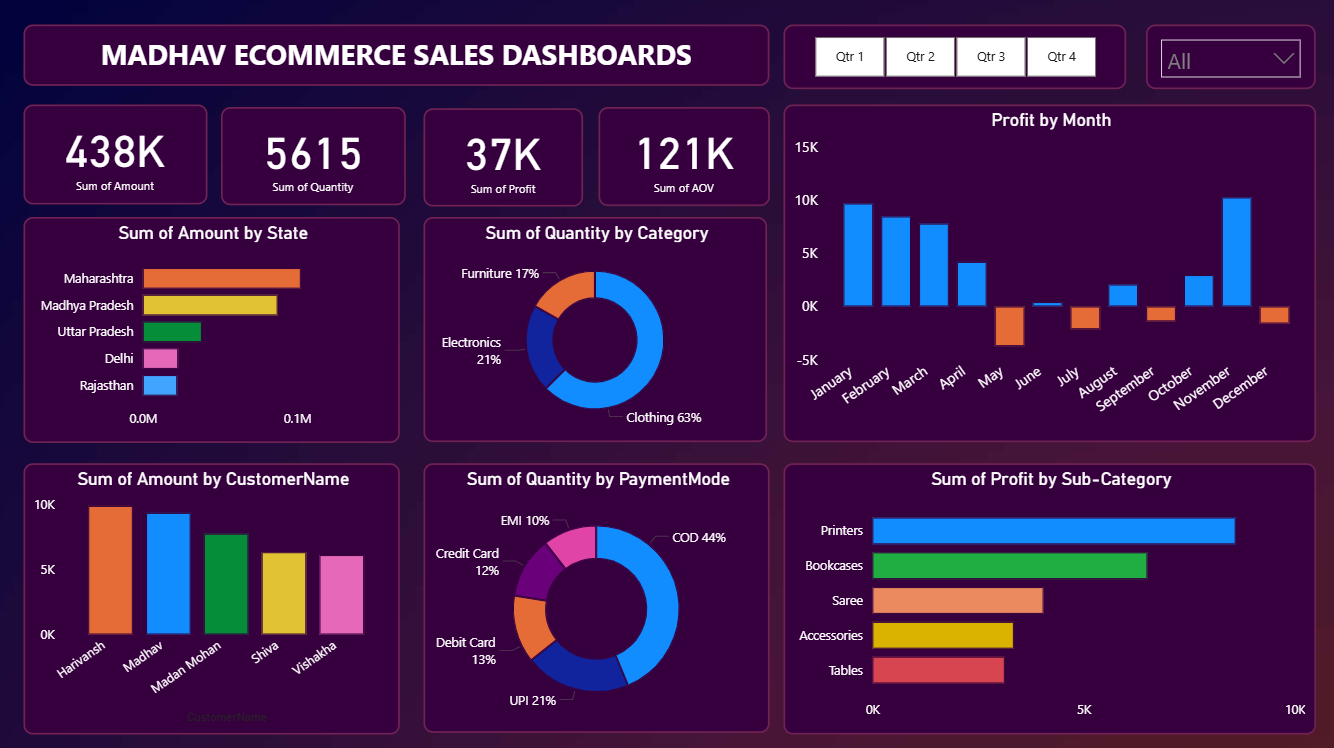 MADHAV ECOMMERCE SALES DASHBOARDS
Qtr 1
Qtr 2
Qtr 3
Qtr 4
All
438K
Sum of Amount
5615
Sum of Quantity
37K
Sum of Profit
121K
Sum of AOV
Profit by Month
15K
10K
5K
0K
-5K
January
February
March
April
May
June
July
August
September
October
November
December
Sum of Amount by State
Maharashtra
Madhya Pradesh
Uttar Pradesh
Delhi
Rajasthan
0.0M
0.1M
Sum of Quantity by Category
Furniture 17%
Electronics
21%
Clothing 63%
Sum of Amount by CustomerName
10K
5K
0K
Harivansh
Madhav
Madan Mohan
Shiva
Vishakha
CustomerName
Sum of Quantity by PaymentMode
EMI 10%
COD 44%
Credit Card
12%
Debit Card
13%
UPI 21%
Sum of Profit by Sub-Category
Printers
Bookcases
Saree
Accessories
Tables
0K
5K
10K